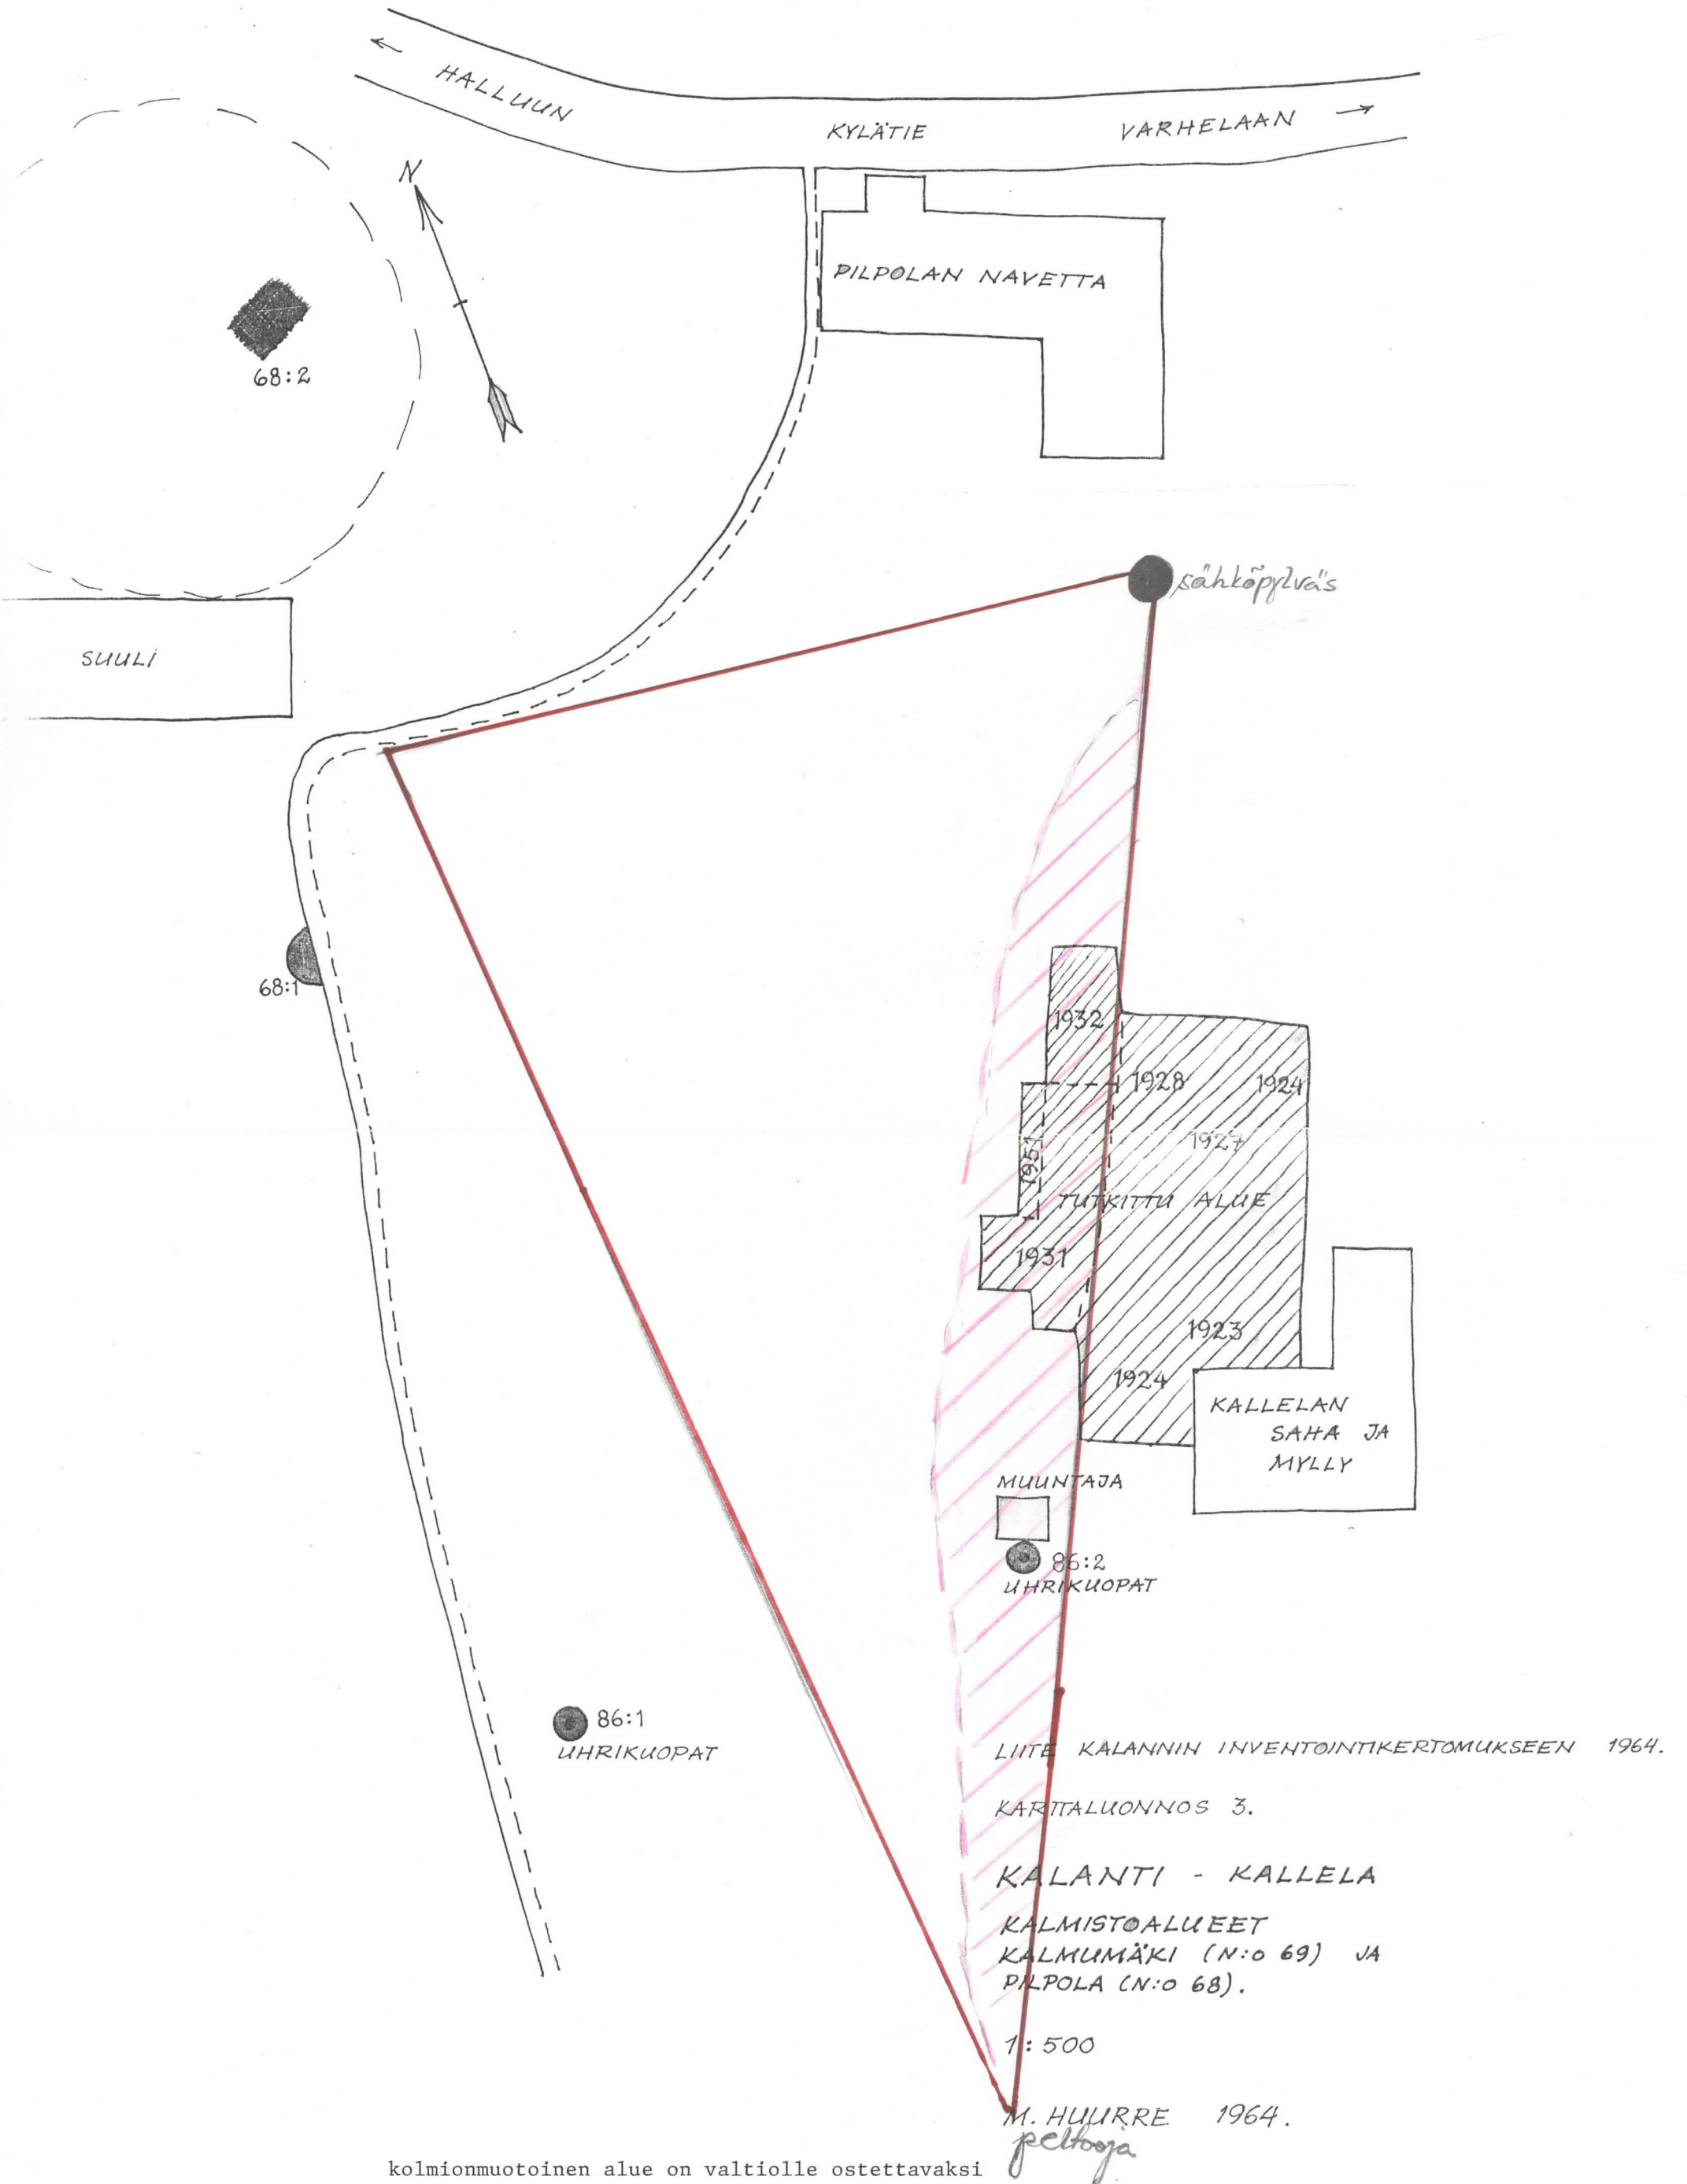 HALLUUN
KYLÄTIE
VARHELAAN
N
PILPOLAN NAVETTA
68:2
sähköpylväs
SUULI
68:1
1932
1928
1924
1927
1951
TUTKITTU ALUE
1931
1923
1924
KALLELAN
SAHA JA
MYLLY
MUUNTAJA
86:2
UHRIKUOPAT
86:1
UHRIKUOPAT
LIITE KALANNIN INVENTOINTIKERTOMUKSEEN 1964.
KARTTALUONNOS 3.
KALANTI - KALLELA
KALMISTOALUEET
KALMUMÄKI (N:o 69) JA
PILPOLA (N:O 68).
1:500
M. HUURRE 1964.
peltooja
kolmionmuotoinen alue on valtiolle ostettavaksi